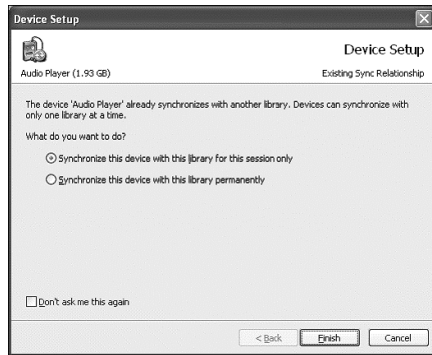 Device Setup
Device Setup
Audio Player (1.93 GB)
Existing Sync Relationship
The device 'Audio Player' already synchronizes with another library. Devices can synchronize with
only one library at a time.
What do you want to do?
Synchronize this device with this library for this session only
Synchronize this device with this library permanently
Don't ask me this again
< Back
Finish
Cancel